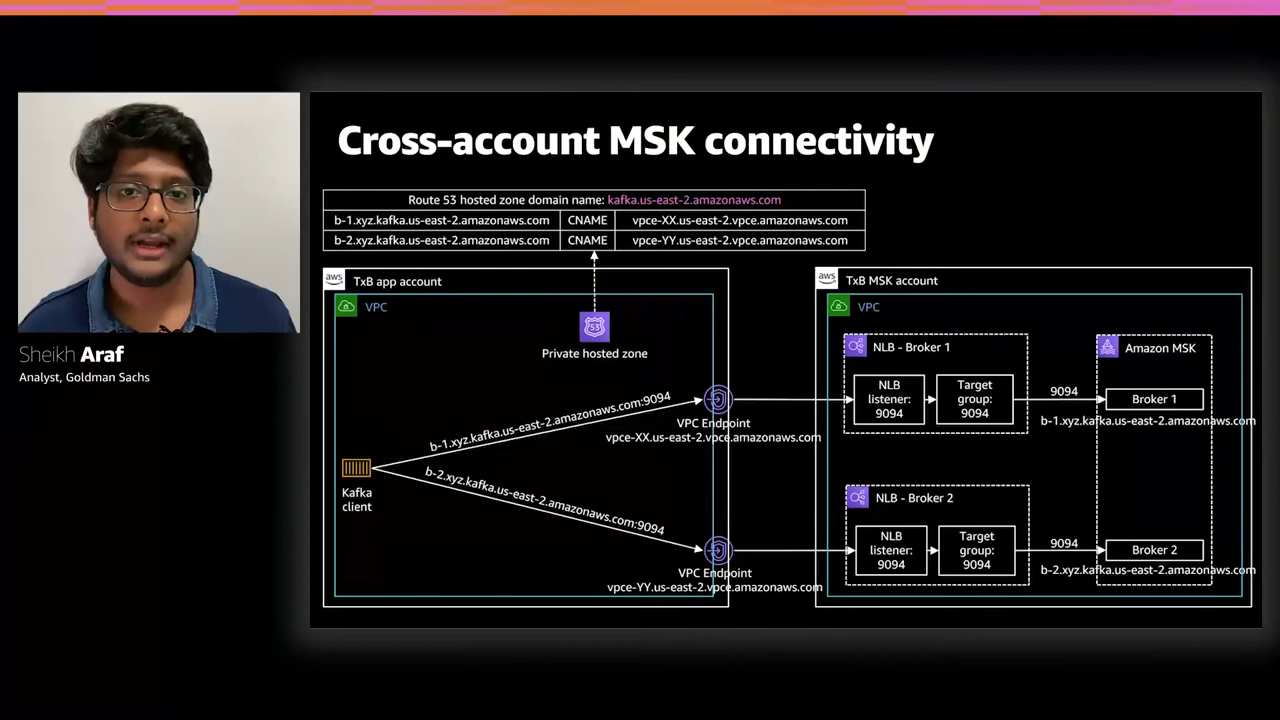 Cross-account MSK connectivity
Route 53 hosted zone domain name: kafka.us-east-2.amazonaws.com
b-1.xyz.kafka.us-east-2.amazonaws.com CNAME vpce-XX.us-east-2.vpce.amazonaws.com
b-2.xyz.kafka.us-east-2.amazonaws.com CNAME vpce-YY.us-east-2.vpce.amazonaws.com
aws TxB app account
VPC
53
Private hosted zone
b-1.xyz.kafka.us-east-2.amazonaws.com:9094
VPC Endpoint
vpce-XX.us-east-2.vpce.amazonaws.com
Kafka
client
b-2.xyz.kafka.us-east-2.amazonaws.com:9094
VPC Endpoint
vpce-YY.us-east-2.vpce.amazonaws.com
aws TxB MSK account
VPC
NLB - Broker 1
NLB
listener:
9094
Target
group:
9094
9094
Amazon MSK
Broker 1
b-1.xyz.kafka.us-east-2.amazonaws.com
NLB - Broker 2
NLB
listener:
9094
Target
group:
9094
9094
Broker 2
b-2.xyz.kafka.us-east-2.amazonaws.com
Sheikh Araf
Analyst, Goldman Sachs